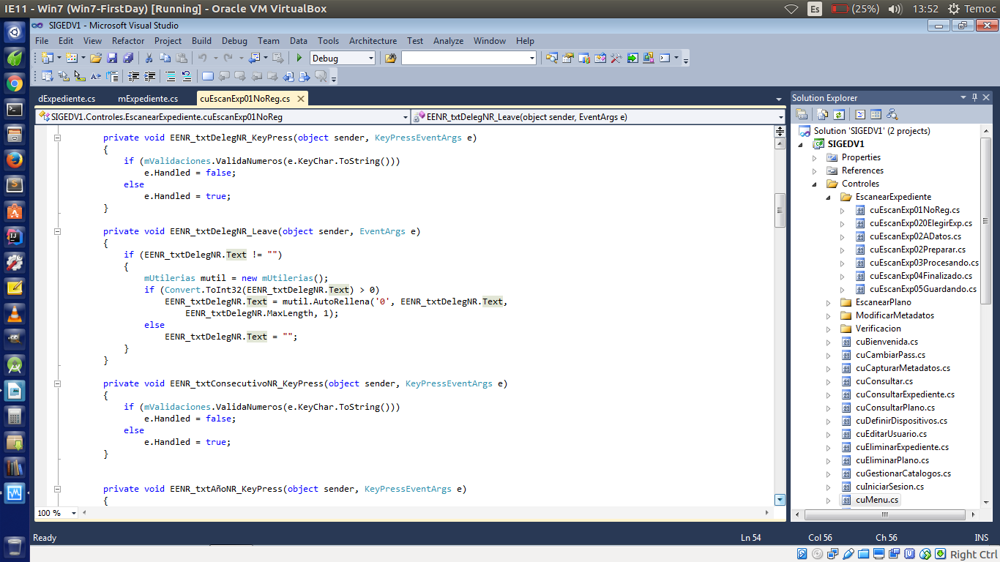 IE11 - Win7 (Win7-FirstDay) [Running] - Oracle VM VirtualBox
Es
(25%)
13:52
Temoc
SIGEDV1 - Microsoft Visual Studio
File Edit View Refactor Project Build Debug Team Data Tools Architecture Test Analyze Window Help
Debug
dExpediente.cs mExpediente.cs cuEscanExp01NoReg.cs
SIGEDV1.Controles.EscanearExpediente.cuEscanExp01NoReg
EENR_txtDelegNR_Leave(object sender, EventArgs e)
private void EENR_txtDelegNR_KeyPress(object sender, KeyPressEventArgs e)
{
if (mValidaciones.ValidaNumeros(e.KeyChar.ToString()))
e.Handled = false;
else
e.Handled = true;
}
private void EENR_txtDelegNR_Leave(object sender, EventArgs e)
{
if (EENR_txtDelegNR.Text != "")
{
mUtilerias mutil = new mUtilerias();
if (Convert.ToInt32(EENR_txtDelegNR.Text) > 0)
EENR_txtDelegNR.Text = mutil.AutoRellena('0', EENR_txtDelegNR.Text,
EENR_txtDelegNR.MaxLength, 1);
else
EENR_txtDelegNR.Text = "";
}
}
private void EENR_txtConsecutivoNR_KeyPress(object sender, KeyPressEventArgs e)
{
if (mValidaciones.ValidaNumeros(e.KeyChar.ToString()))
e.Handled = false;
else
e.Handled = true;
}
private void EENR_txtAñoNR_KeyPress(object sender, KeyPressEventArgs e)
{
100 %
Solution Explorer
Solution 'SIGEDV1' (2 projects)
SIGEDV1
Properties
References
Controles
EscanearExpediente
cuEscanExp01NoReg.cs
cuEscanExp020ElegirExp.cs
cuEscanExp02ADatos.cs
cuEscanExp02Preparar.cs
cuEscanExp03Procesando.cs
cuEscanExp04Finalizado.cs
cuEscanExp05Guardando.cs
EscanearPlano
ModificarMetadatos
Verificacion
cuBienvenida.cs
cuCambiarPass.cs
cuCapturarMetadatos.cs
cuConsultar.cs
cuConsultarExpediente.cs
cuConsultarPlano.cs
cuDefinirDispositivos.cs
cuEditarUsuario.cs
cuEliminarExpediente.cs
cuEliminarPlano.cs
cuGestionarCatalogos.cs
cuIniciarSesion.cs
cuMenu.cs
Ready
Ln 54
Col 56
Ch 56
INS
Right Ctrl